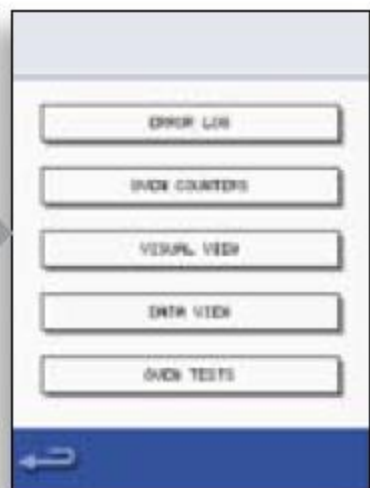 ERROR LOG
OVEN COUNTERS
VISUAL VIEW
DATA VIEW
OVEN TESTS